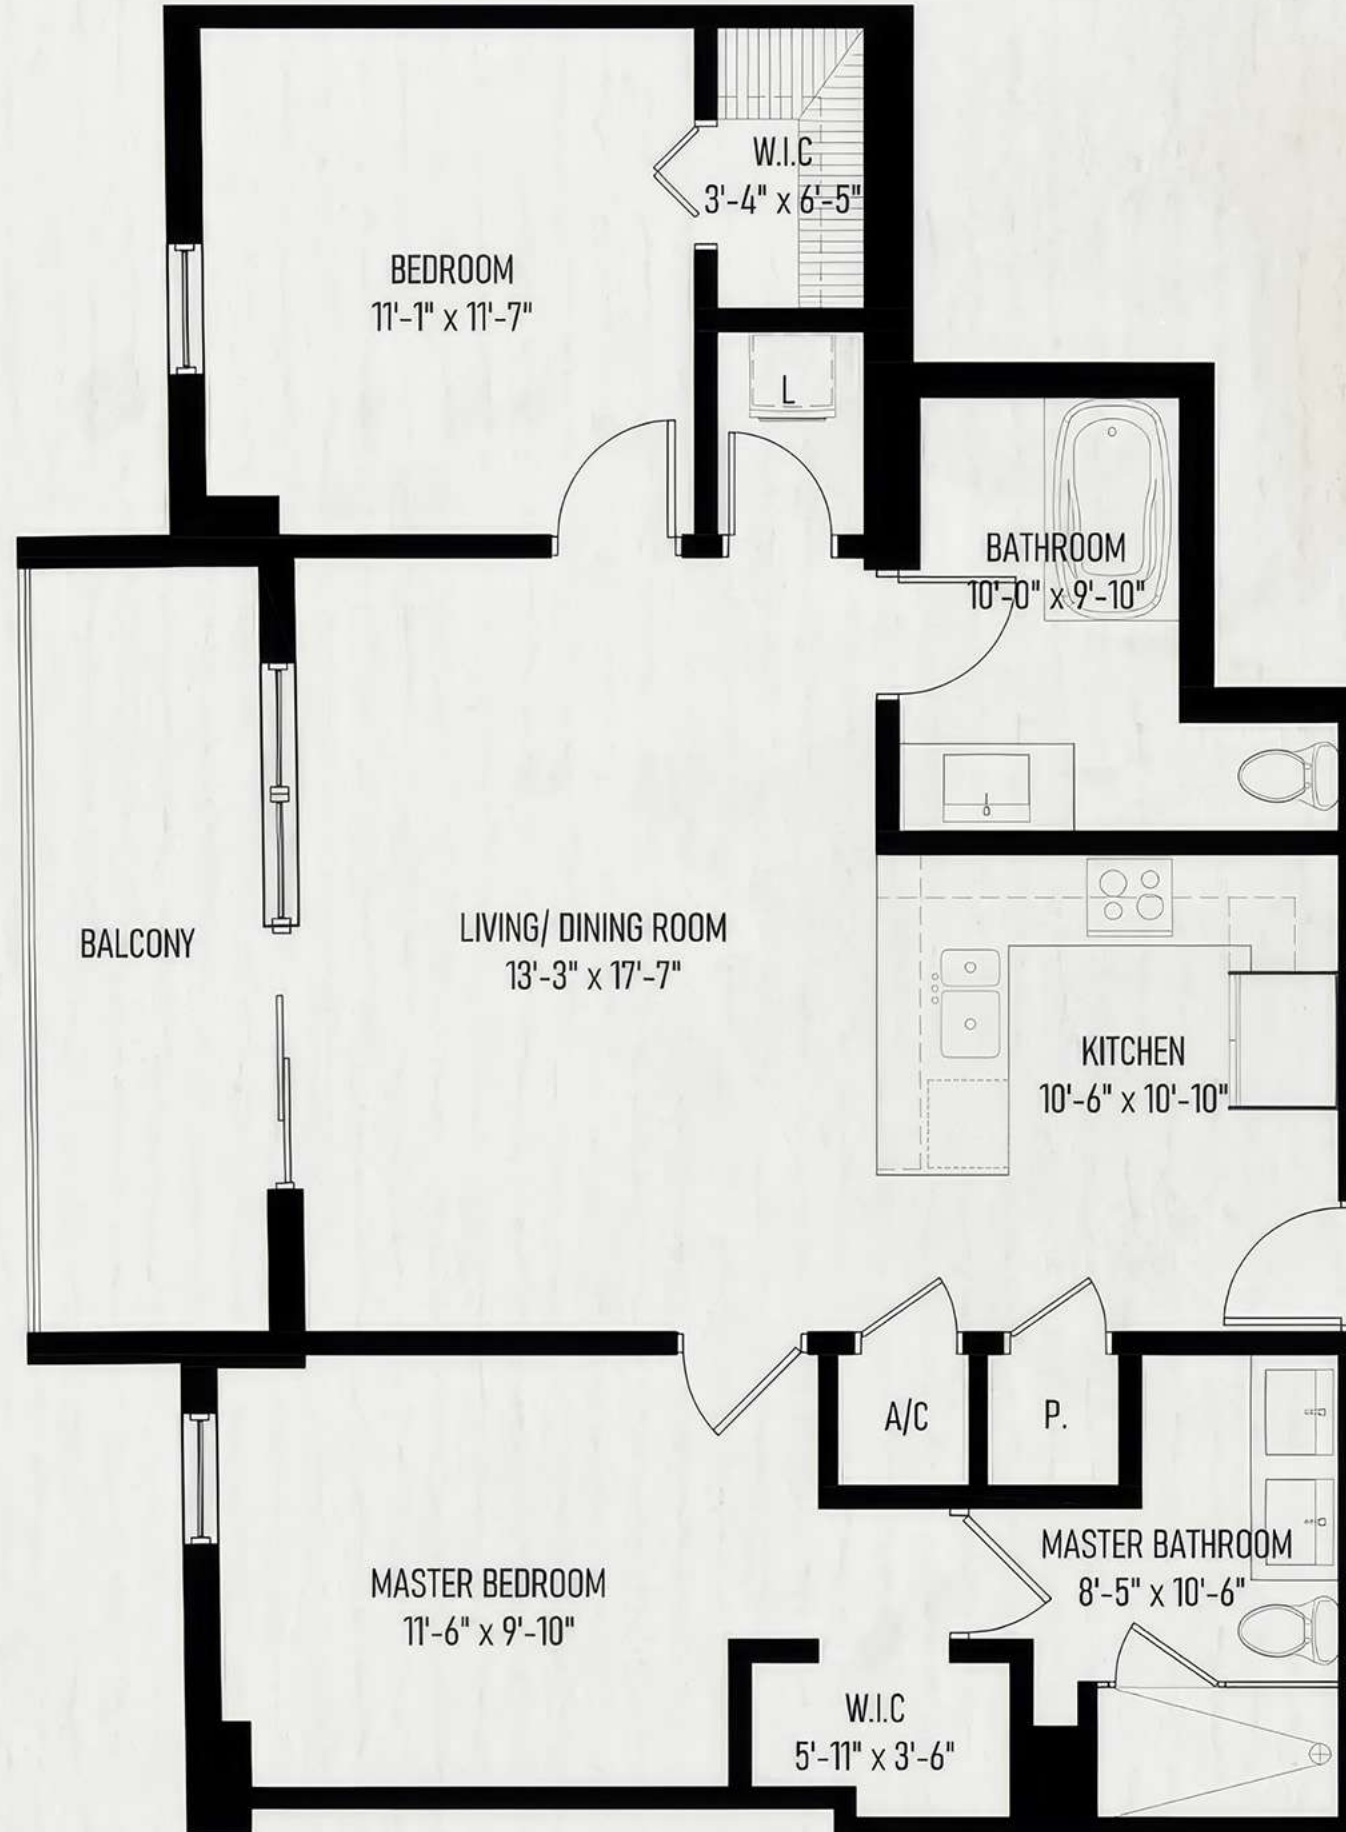 W.I.C
3'-4" x 6'-5"
BEDROOM
11'-1" x 11'-7"
L
BATHROOM
10'-0" x 9'-10"
BALCONY
LIVING/ DINING ROOM
13'-3" x 17'-7"
KITCHEN
10'-6" x 10'-10"
A/C
P.
MASTER BATHROOM
8'-5" x 10'-6"
MASTER BEDROOM
11'-6" x 9'-10"
W.I.C
5'-11" x 3'-6"